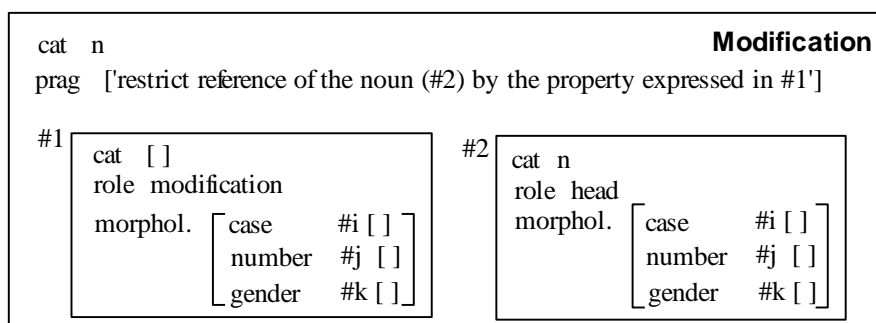 cat n Modification
prag ['restrict reference of the noun (#2) by the property expressed in #1']
#1
cat [ ]
role modification
morphol. case #i [ ]
number #j [ ]
gender #k [ ]
#2
cat n
role head
morphol. case #i [ ]
number #j [ ]
gender #k [ ]